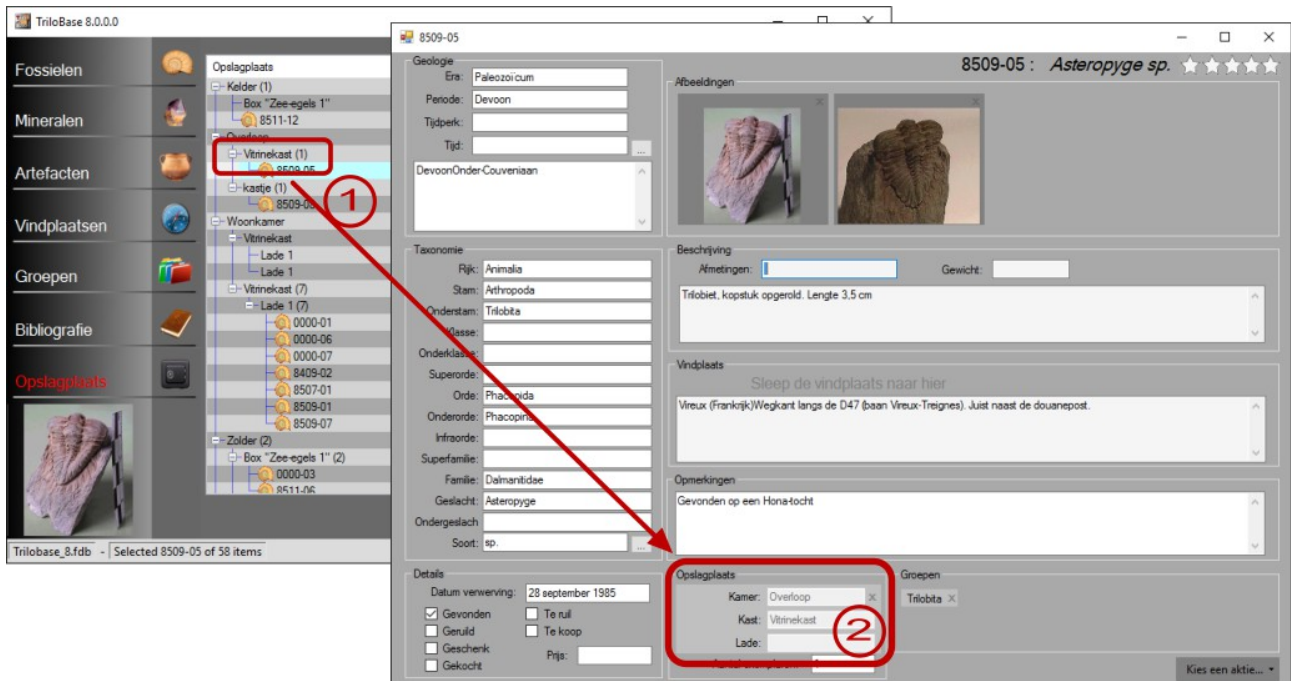 TriloBase 8.0.0.0
Fossielen
Mineralen
Artefacten
Vindplaatsen
Groepen
Bibliografie
Opslagplaats
Opslagplaats
Kelder (1)
Box "Zee-egels 1"
8511-12
Overloop
Vitrinekast (1)
8509-05
kastje (1)
Woonkamer
Vitrinekast
Lade 1
Lade 1
Vitrinekast (7)
Lade 1 (7)
0000-01
0000-06
0000-07
8409-02
8507-01
8509-01
8509-07
Zolder (2)
Box "Zee-egels 1" (2)
0000-03
8511-06
Trilobase_8.fdb - Selected 8509-05 of 58 items
1
8509-05
8509-05 : Asteropyge sp.
Geologie
Era: Paleozoïcum
Periode: Devoon
Tijdperk:
Tijd: ...
DevoonOnder-Couveniaan
Taxonomie
Rijk: Animalia
Stam: Arthropoda
Onderstam: Trilobita
Klasse:
Onderklasse:
Superorde:
Orde: Phacopida
Onderorde: Phacopina
Infraorde:
Superfamilie:
Familie: Dalmanitidae
Geslacht: Asteropyge
Ondergeslach
Soort: sp. ...
Details
Datum verwerving: 28 september 1985
Gevonden Te ruil
Geruild Te koop
Geschenk
Prijs:
Gekocht
Afbeeldingen
x x
Beschrijving
Afmetingen: Gewicht:
Trilobiet, kopstuk opgerold. Lengte 3,5 cm
Vindplaats
Sleep de vindplaats naar hier
Vireux (Frankrijk)Wegkant langs de D47 (baan Vireux-Treignes). Juist naast de douanepost.
Opmerkingen
Gevonden op een Hona-tocht
Opslagplaats
Kamer: Overloop x
Kast: Vitrinekast
Lade:
2
Groepen
Trilobita x
Kies een aktie...